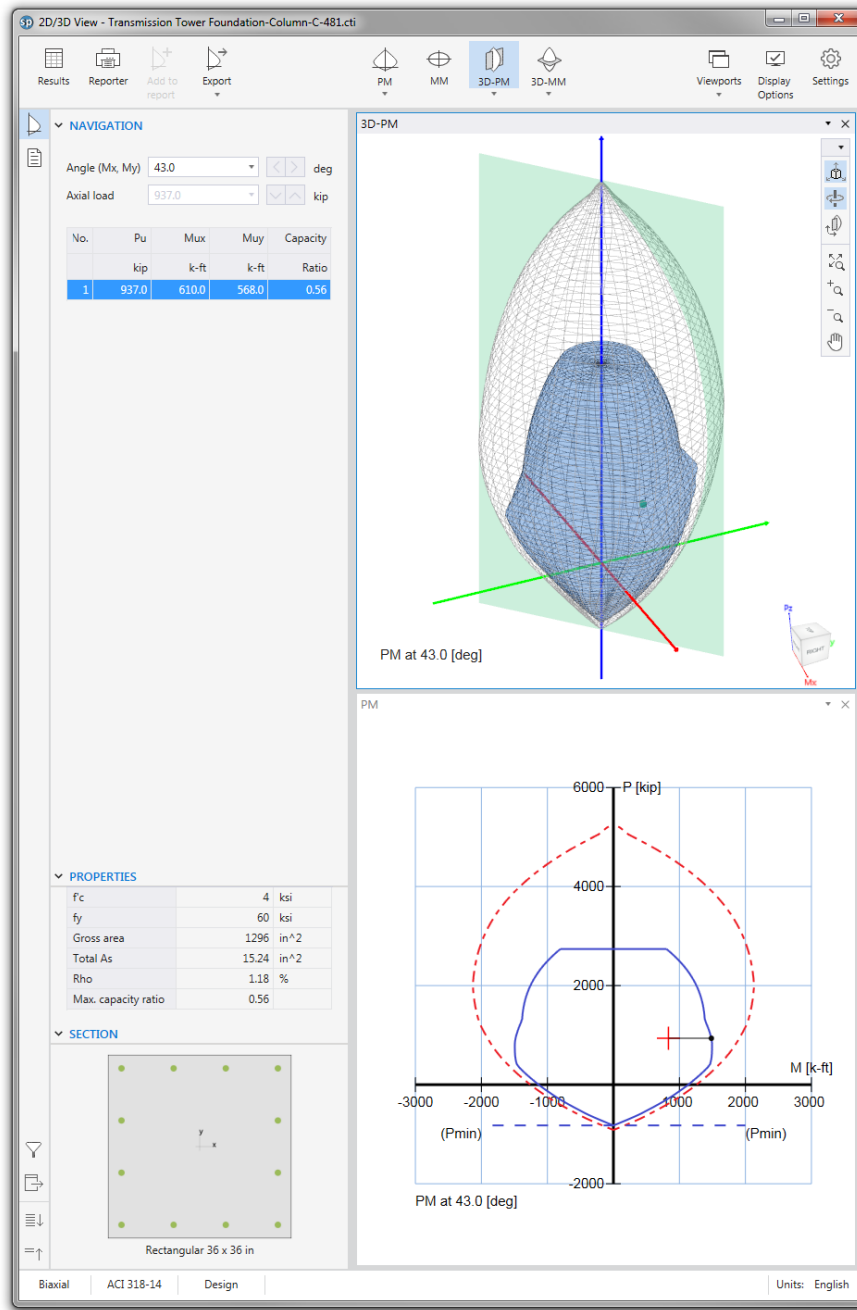 sp 2D/3D View - Transmission Tower Foundation-Column-C-481.cti
Results Reporter Add to report Export PM MM 3D-PM 3D-MM Viewports Display Options Settings
NAVIGATION
Angle (Mx, My) 43.0 deg
Axial load 937.0 kip
No. Pu Mux Muy Capacity
kip k-ft k-ft Ratio
1 937.0 610.0 568.0 0.56
PROPERTIES
f'c 4 ksi
fy 60 ksi
Gross area 1296 in^2
Total As 15.24 in^2
Rho 1.18 %
Max. capacity ratio 0.56
SECTION
y
x
Rectangular 36 x 36 in
3D-PM
PM at 43.0 [deg]
Pz
y
RIGHT
Mx
PM
6000 P [kip]
4000
2000
M [k-ft]
-3000 -2000 -1000 1000 2000 3000
(Pmin) (Pmin)
-2000
PM at 43.0 [deg]
Biaxial ACI 318-14 Design Units: English